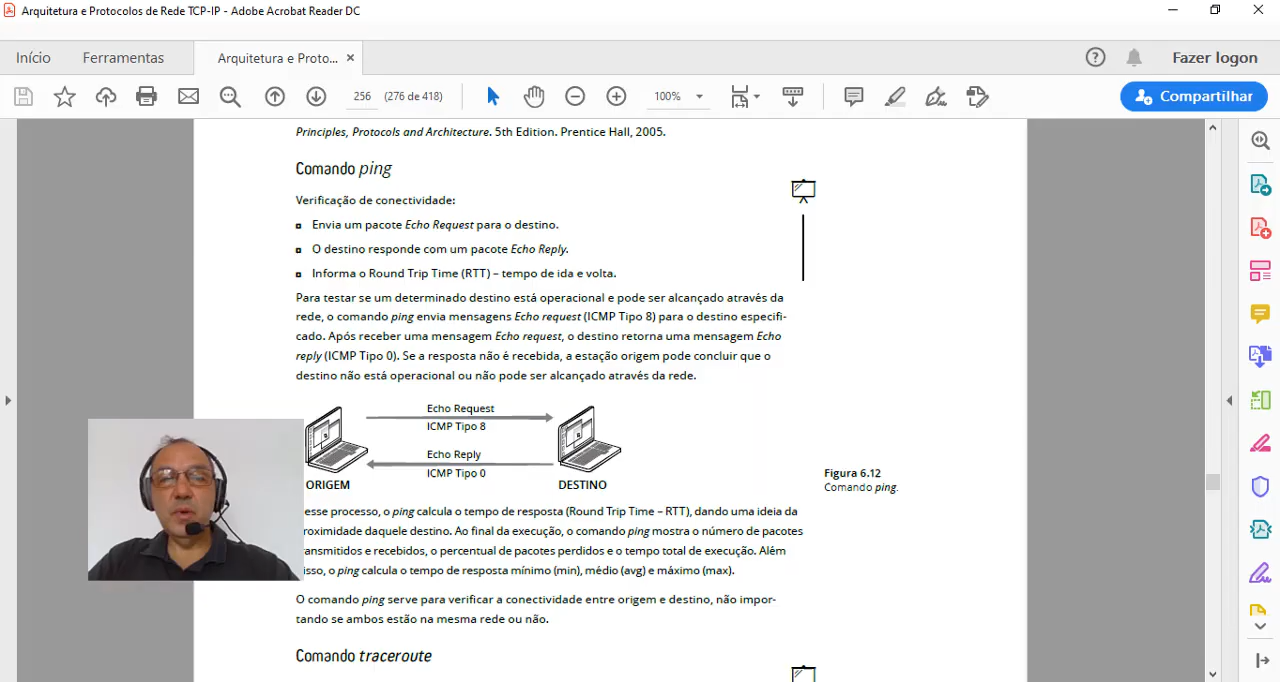 Arquitetura e Protocolos de Rede TCP-IP - Adobe Acrobat Reader DC
Início Ferramentas Arquitetura e Proto... × Fazer logon
256 (276 de 418) 100% Compartilhar
Principles, Protocols and Architecture. 5th Edition. Prentice Hall, 2005.
Comando ping
Verificação de conectividade:
Envia um pacote Echo Request para o destino.
O destino responde com um pacote Echo Reply.
Informa o Round Trip Time (RTT) – tempo de ida e volta.
Para testar se um determinado destino está operacional e pode ser alcançado através da
rede, o comando ping envia mensagens Echo request (ICMP Tipo 8) para o destino especifi-
cado. Após receber uma mensagem Echo request, o destino retorna uma mensagem Echo
reply (ICMP Tipo 0). Se a resposta não é recebida, a estação origem pode concluir que o
destino não está operacional ou não pode ser alcançado através da rede.
Echo Request
ICMP Tipo 8
Echo Reply
ICMP Tipo 0
ORIGEM DESTINO
Figura 6.12
Comando ping.
esse processo, o ping calcula o tempo de resposta (Round Trip Time – RTT), dando uma ideia da
roximidade daquele destino. Ao final da execução, o comando ping mostra o número de pacotes
ransmitidos e recebidos, o percentual de pacotes perdidos e o tempo total de execução. Além
isso, o ping calcula o tempo de resposta mínimo (min), médio (avg) e máximo (max).
O comando ping serve para verificar a conectividade entre origem e destino, não impor-
tando se ambos estão na mesma rede ou não.
Comando traceroute